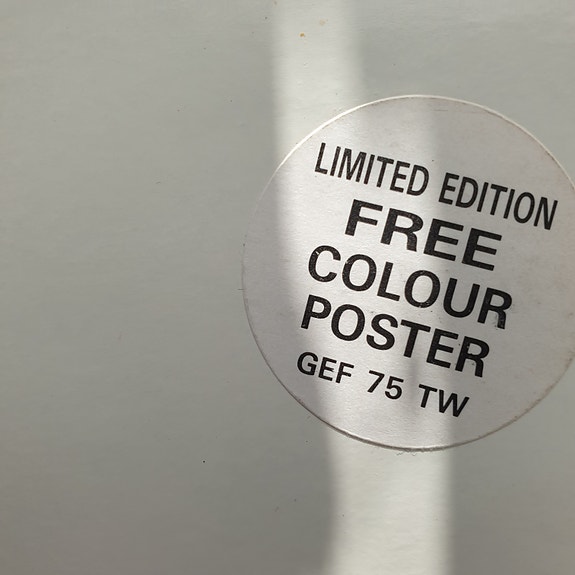 LIMITED EDITION
FREE
COLOUR
POSTER
GEF 75 TW